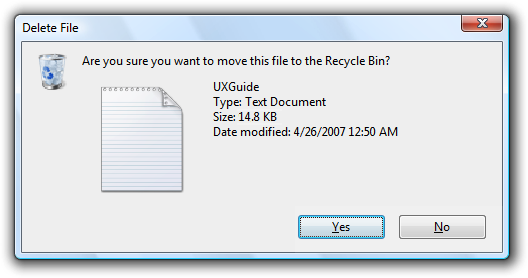 Delete File
Are you sure you want to move this file to the Recycle Bin?
UXGuide
Type: Text Document
Size: 14.8 KB
Date modified: 4/26/2007 12:50 AM
Yes
No